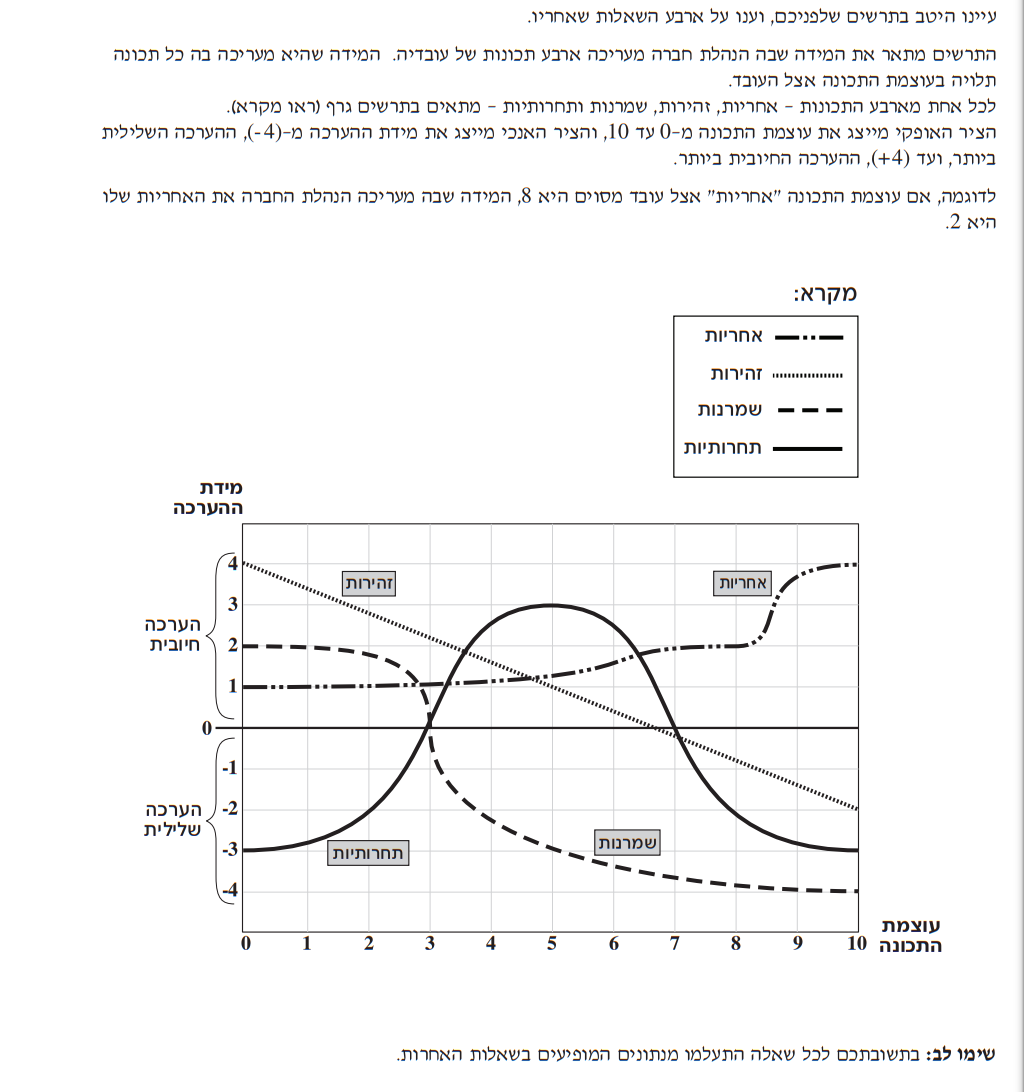 עיינו היטב בתרשים שלפניכם, וענו על ארבע השאלות שאחריו.
התרשים מתאר את המידה שבה הנהלת חברה מעריכה ארבע תכונות של עובדיה. המידה שהיא מעריכה בה כל תכונה
תלויה בעוצמת התכונה אצל העובד.
לכל אחת מארבע התכונות – אחריות, זהירות, שמרנות ותחרותיות – מתאים בתרשים גרף (ראו מקרא).
הציר האופקי מייצג את עוצמת התכונה מ-0 עד 10, והציר האנכי מייצג את מידת ההערכה מ-(4-), ההערכה השלילית
ביותר, ועד (4+), ההערכה החיובית ביותר.
לדוגמה, אם עוצמת התכונה "אחריות" אצל עובד מסוים היא 8, המידה שבה מעריכה הנהלת החברה את האחריות שלו
היא 2.
מקרא:
אחריות
זהירות
שמרנות
תחרותיות
מידת
ההערכה
4
3
2
1
0
-1
-2
-3
-4
הערכה
חיובית
הערכה
שלילית
זהירות
אחריות
תחרותיות
שמרנות
0 1 2 3 4 5 6 7 8 9 10
עוצמת
התכונה
שימו לב: בתשובתכם לכל שאלה התעלמו מנתונים המופיעים בשאלות האחרות.